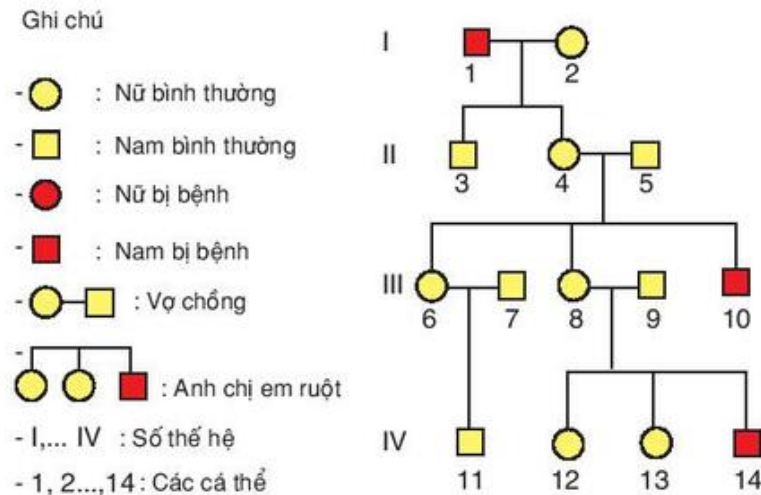 Ghi chú
- : Nữ bình thường
- : Nam bình thường
- : Nữ bị bệnh
- : Nam bị bệnh
- : Vợ chồng
- : Anh chị em ruột
- I,... IV : Số thế hệ
- 1, 2...,14 : Các cá thể
I
1 2
II
3 4 5
III
6 7 8 9 10
IV
11 12 13 14